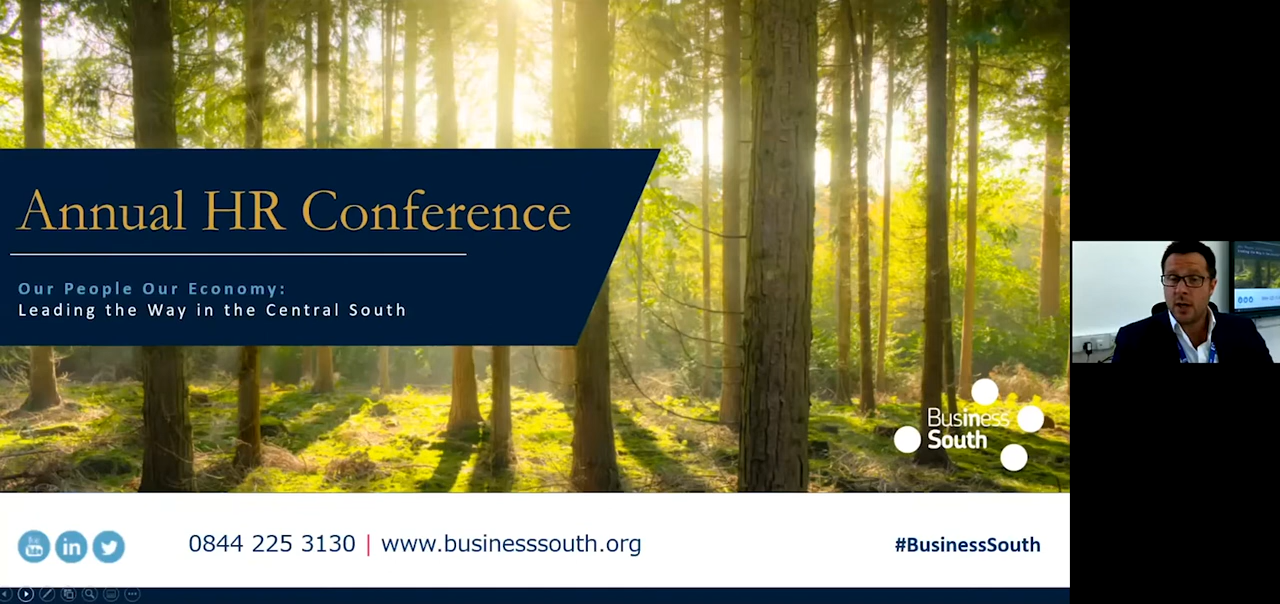 Annual HR Conference
Our People Our Economy:
Leading the Way in the Central South
Business
South
0844 225 3130 | www.businesssouth.org
#BusinessSouth